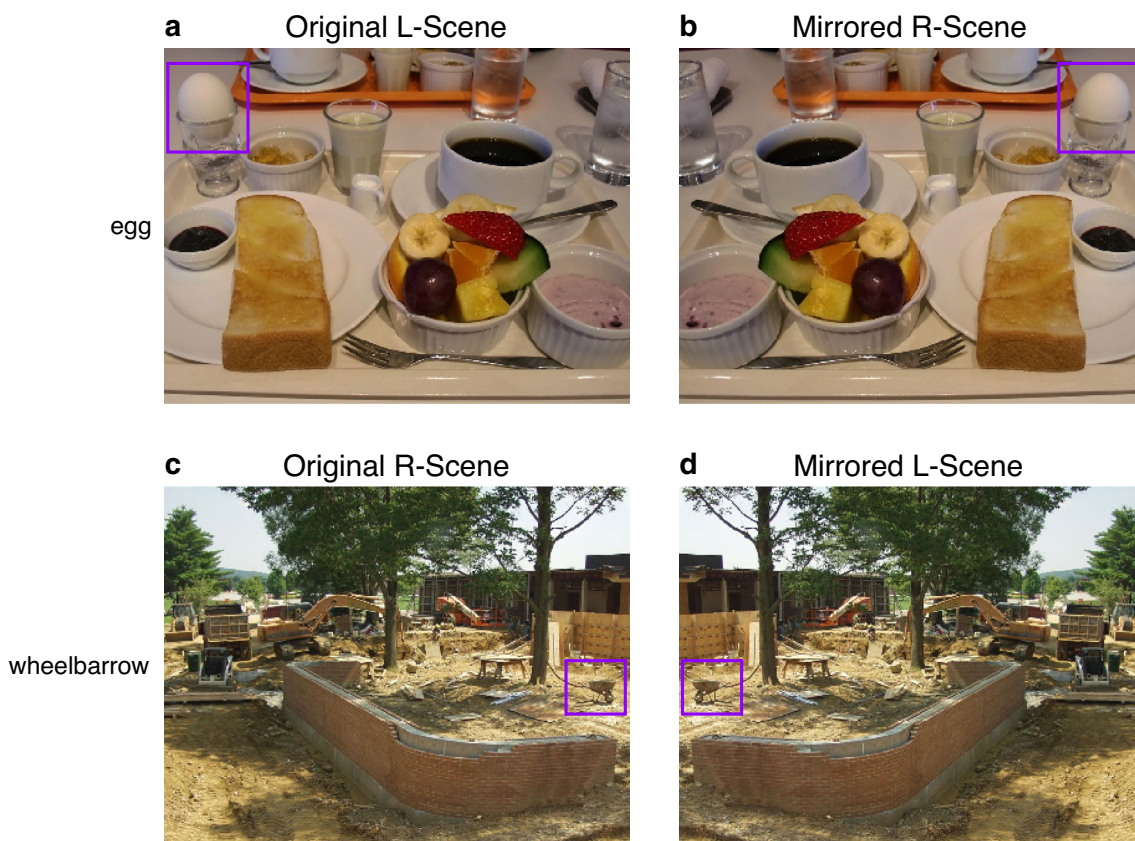 a Original L-Scene
b Mirrored R-Scene
egg
c Original R-Scene
d Mirrored L-Scene
wheelbarrow